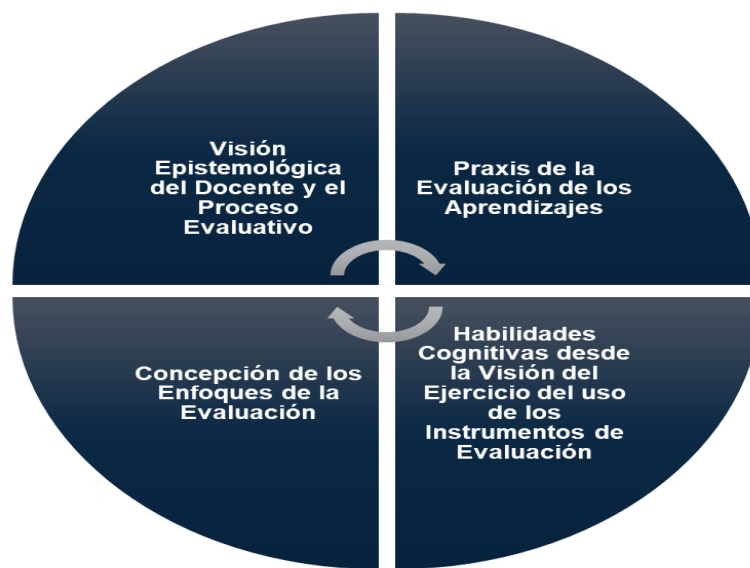 Visión
Epistemológica
del Docente y el
Proceso
Evaluativo
Praxis de la
Evaluación de los
Aprendizajes
Concepción de los
Enfoques de la
Evaluación
Habilidades
Cognitivas desde
la Visión del
Ejercicio del uso
de los
Instrumentos de
Evaluación